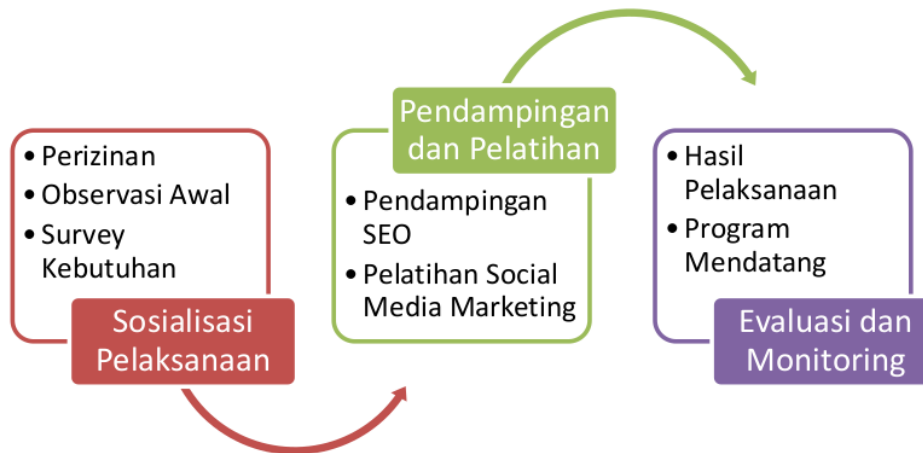 • Perizinan
• Observasi Awal
• Survey
Kebutuhan
Sosialisasi
Pelaksanaan
Pendampingan
dan Pelatihan
• Pendampingan
SEO
• Pelatihan Social
Media Marketing
• Hasil
Pelaksanaan
• Program
Mendatang
Evaluasi dan
Monitoring